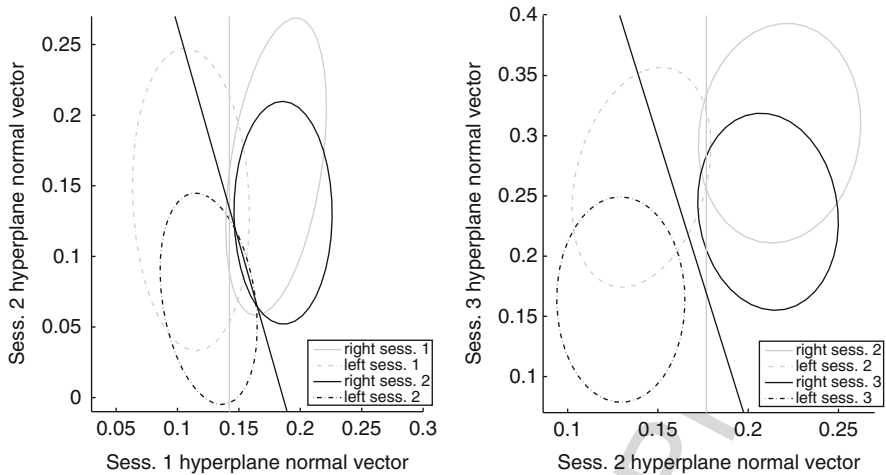 0.25
0.2
0.15
0.1
0.05
0
Sess. 2 hyperplane normal vector
0.05 0.1 0.15 0.2 0.25 0.3
Sess. 1 hyperplane normal vector
right sess. 1
left sess. 1
right sess. 2
left sess. 2
0.4
0.35
0.3
0.25
0.2
0.15
0.1
Sess. 3 hyperplane normal vector
0.1 0.15 0.2 0.25
Sess. 2 hyperplane normal vector
right sess. 2
left sess. 2
right sess. 3
left sess. 3